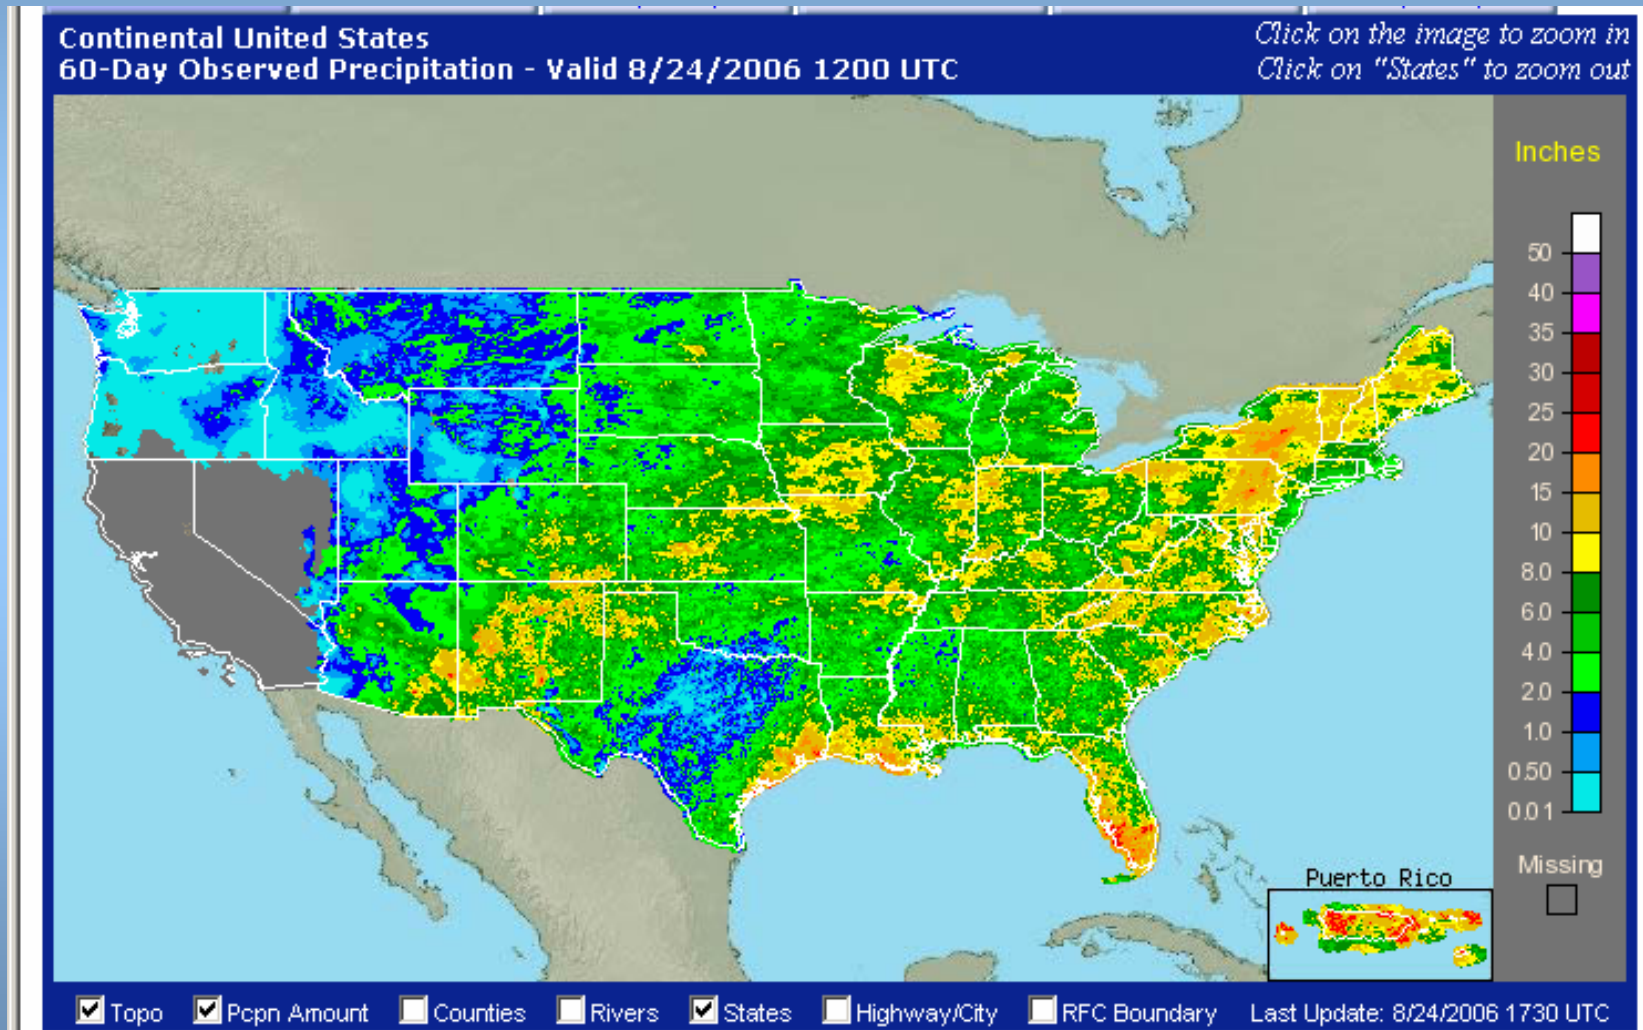 Continental United States
60-Day Observed Precipitation - Valid 8/24/2006 1200 UTC
Click on the image to zoom in
Click on "States" to zoom out
Inches
50
40
35
30
25
20
15
10
8.0
6.0
4.0
2.0
1.0
0.50
0.01
Missing
Puerto Rico
Topo Pcpn Amount Counties Rivers States Highway/City RFC Boundary Last Update: 8/24/2006 1730 UTC